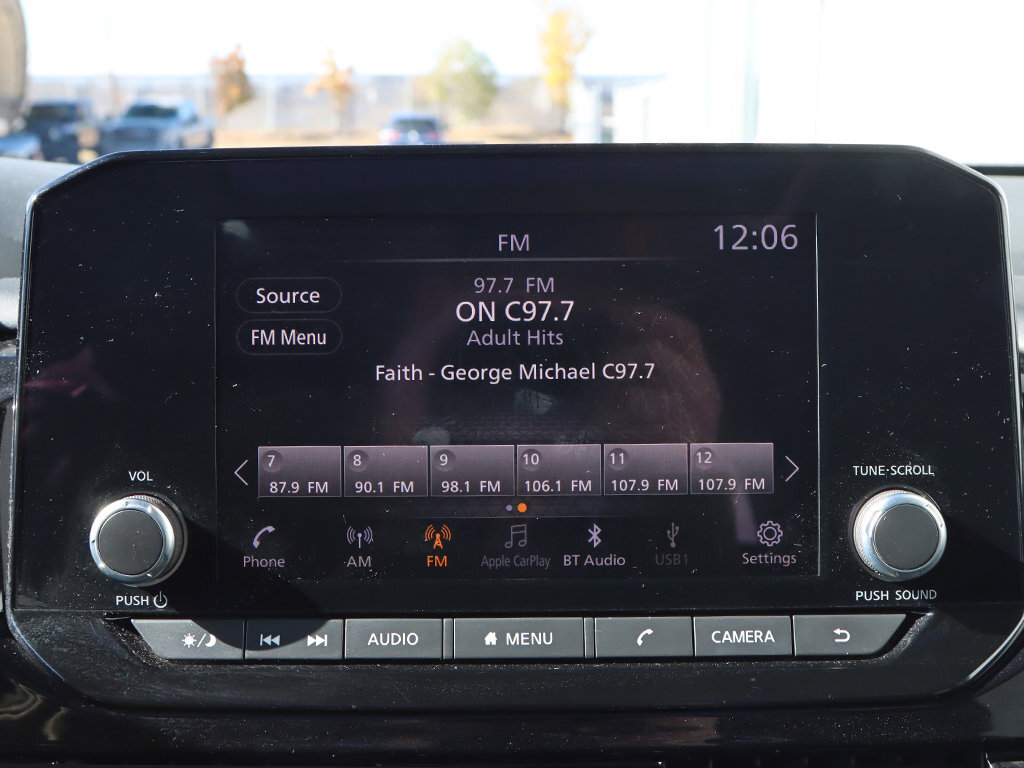 FM
12:06
Source
FM Menu
97.7 FM
ON C97.7
Adult Hits
Faith - George Michael C97.7
7
87.9 FM
8
90.1 FM
9
98.1 FM
10
106.1 FM
11
107.9 FM
12
107.9 FM
Phone
AM
FM
Apple CarPlay
BT Audio
USB1
Settings
VOL
PUSH
TUNE·SCROLL
PUSH SOUND
AUDIO
MENU
CAMERA